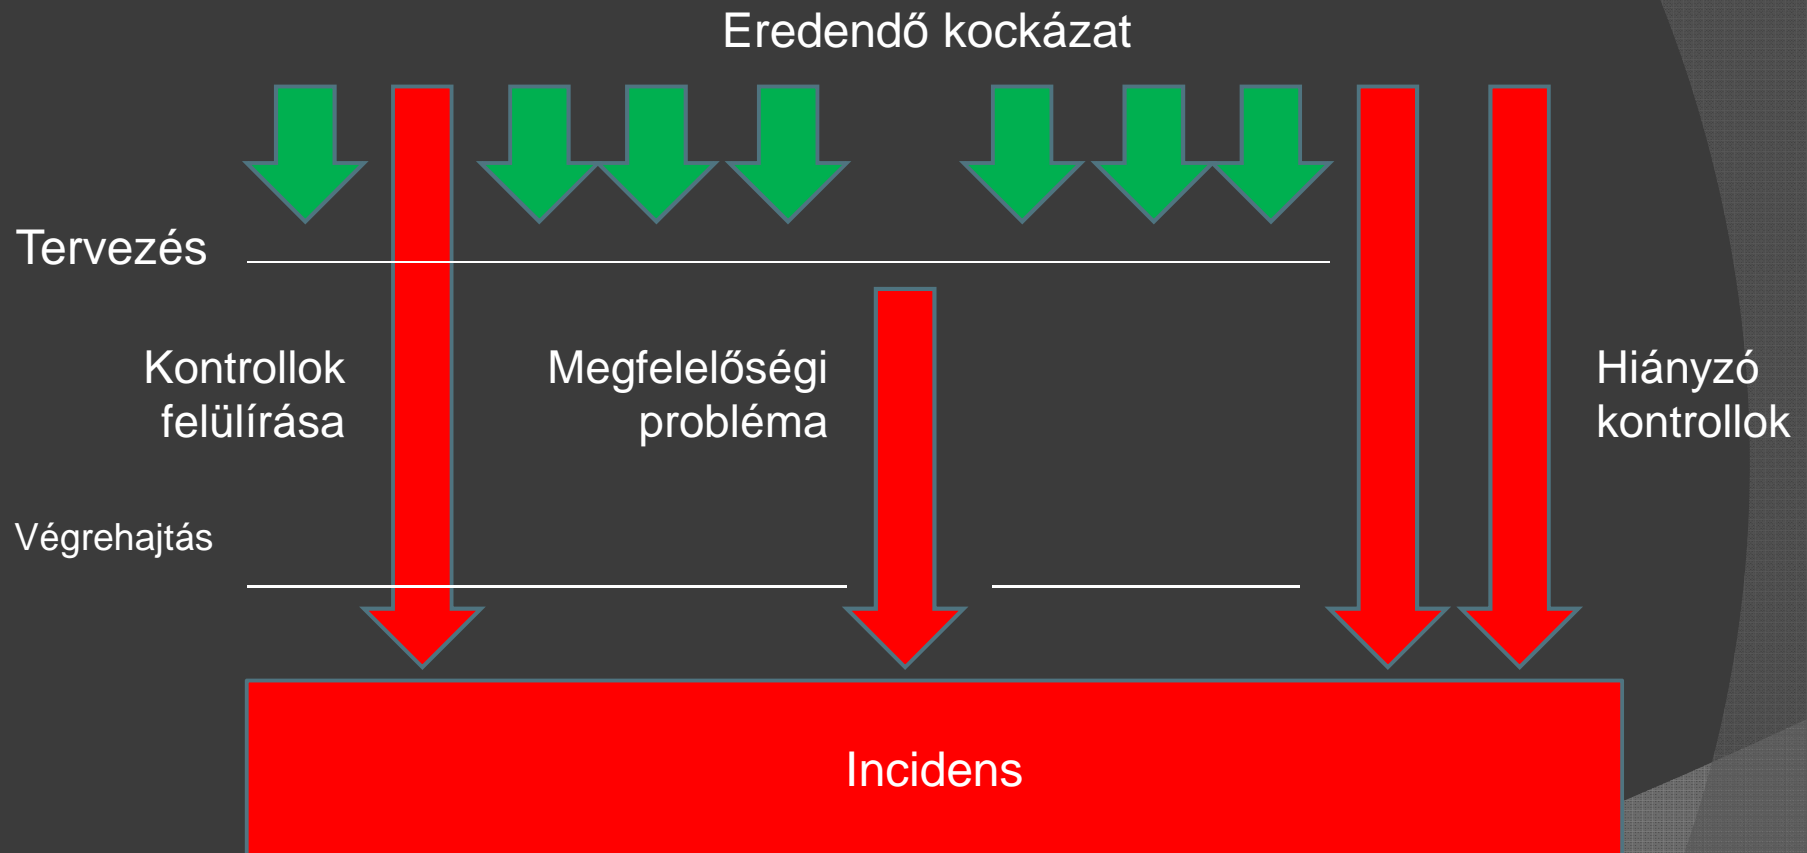 Eredendő kockázat
Tervezés
Kontrollok
felülírása
Megfelelőségi
probléma
Hiányzó
kontrollok
Végrehajtás
Incidens